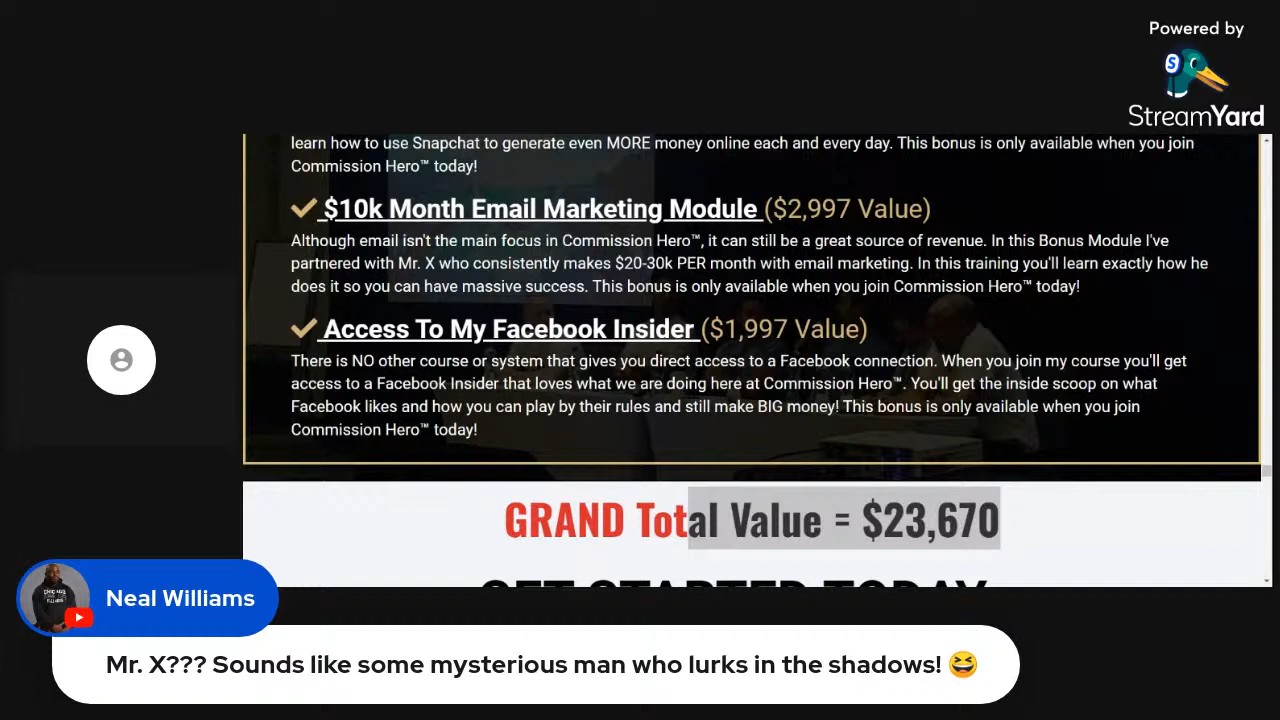 Powered by
StreamYard
learn how to use Snapchat to generate even MORE money online each and every day. This bonus is only available when you join
Commission Hero™ today!
$10k Month Email Marketing Module ($2,997 Value)
Although email isn't the main focus in Commission Hero™, it can still be a great source of revenue. In this Bonus Module I've
partnered with Mr. X who consistently makes $20-30k PER month with email marketing. In this training you'll learn exactly how he
does it so you can have massive success. This bonus is only available when you join Commission Hero™ today!
Access To My Facebook Insider ($1,997 Value)
There is NO other course or system that gives you direct access to a Facebook connection. When you join my course you'll get
access to a Facebook Insider that loves what we are doing here at Commission Hero™. You'll get the inside scoop on what
Facebook likes and how you can play by their rules and still make BIG money! This bonus is only available when you join
Commission Hero™ today!
GRAND Total Value = $23,670
GET STARTED TODAY
Neal Williams
Mr. X??? Sounds like some mysterious man who lurks in the shadows! 😆